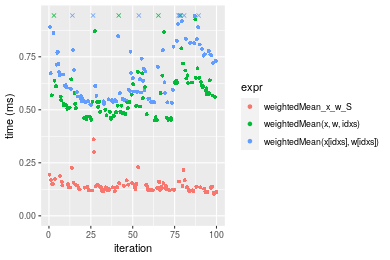 0.75
0.50
0.25
0.00
time (ms)
0
25
50
75
100
iteration
expr
weightedMean_x_w_S
weightedMean(x, w, idxs)
weightedMean(x[idxs], w[idxs])